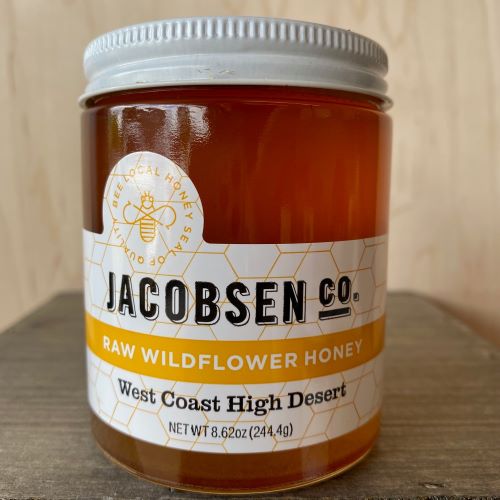 BEE LOCAL HONEY SEAL OF QUALITY
JACOBSEN CO.
RAW WILDFLOWER HONEY
West Coast High Desert
NET WT 8.62oz (244.4g)